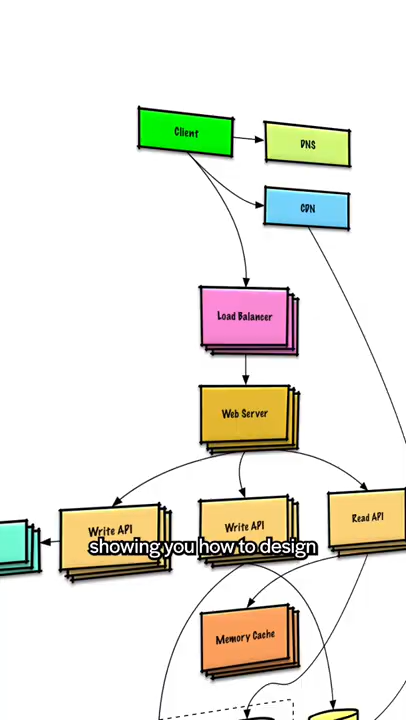 Client
DNS
CDN
Load Balancer
Web Server
Write API
Write API
Read API
showing you how to design
Memory Cache